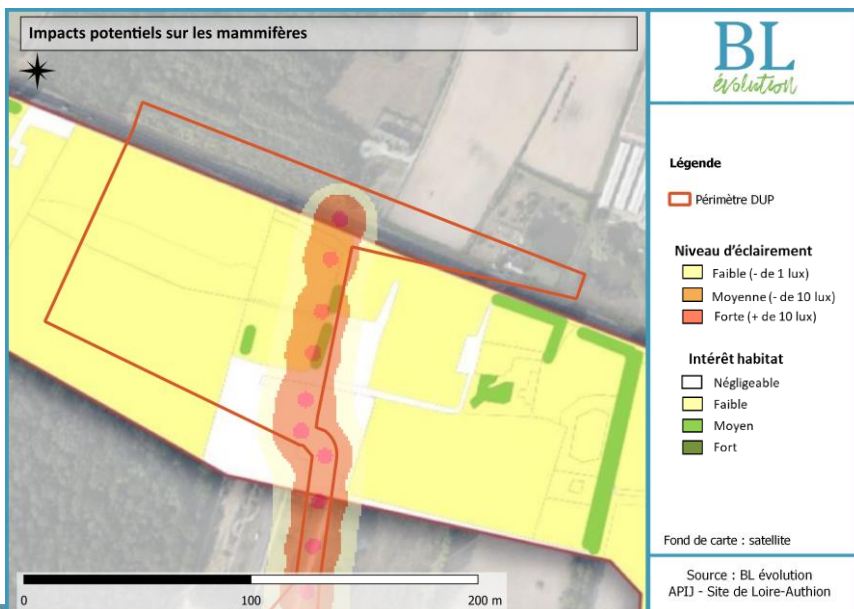 Impacts potentiels sur les mammifères
BL
évolution
Légende
Périmètre DUP
Niveau d'éclairement
Faible (- de 1 lux)
Moyenne (- de 10 lux)
Forte (+ de 10 lux)
Intérêt habitat
Négligeable
Faible
Moyen
Fort
Fond de carte : satellite
Source : BL évolution
APIJ - Site de Loire-Authion
0
100
200 m